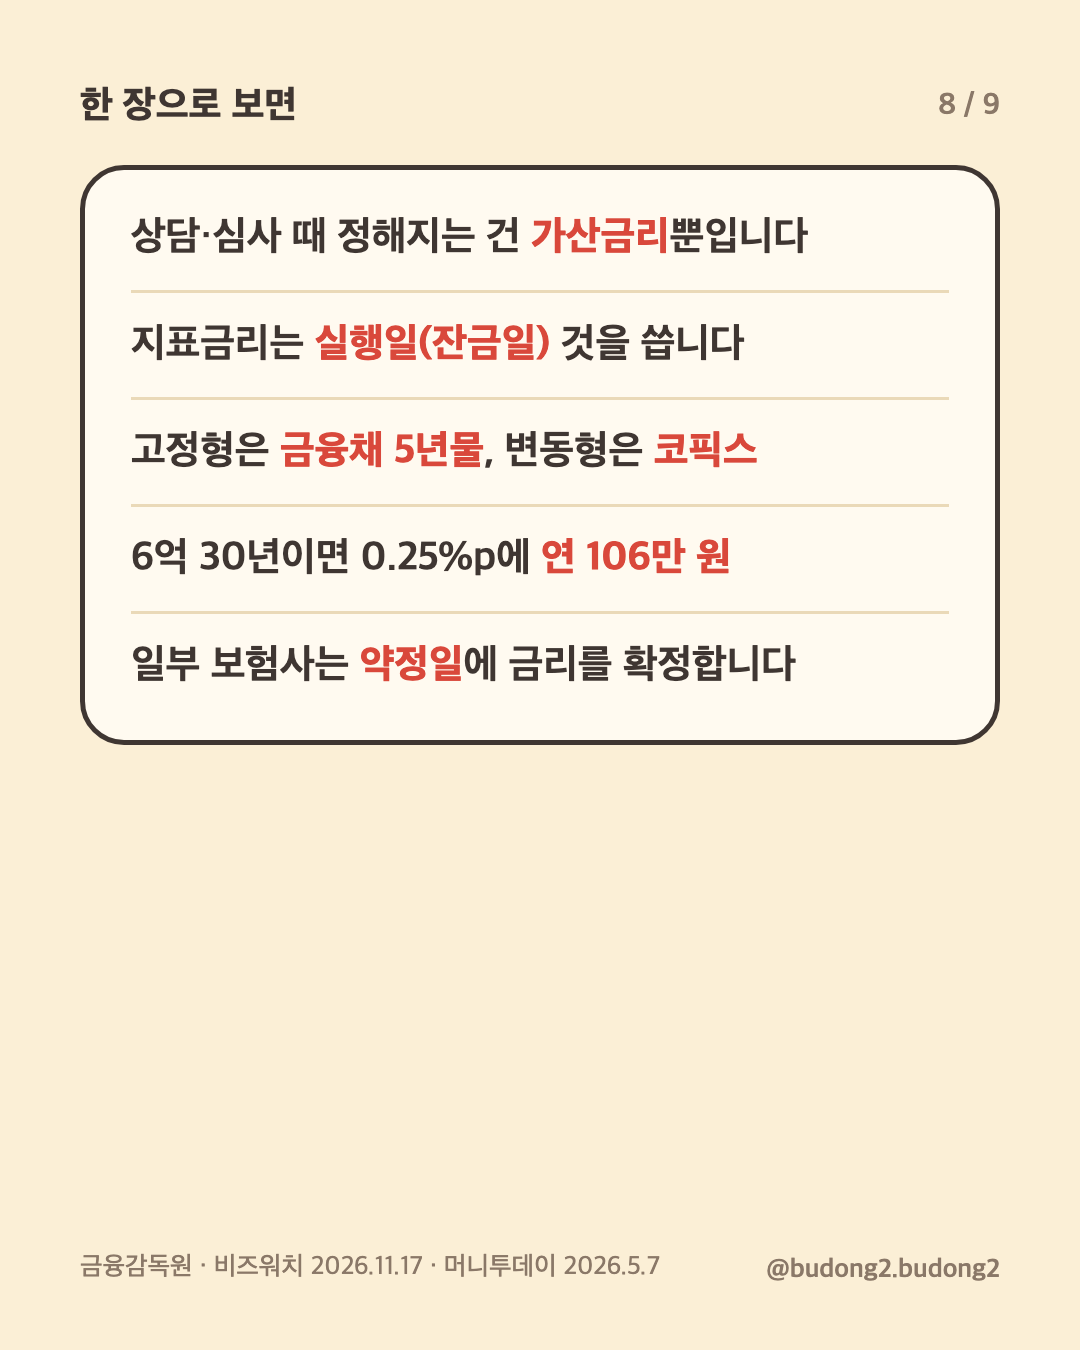 한 장으로 보면
8 / 9
상담·심사 때 정해지는 건 가산금리뿐입니다
지표금리는 실행일(잔금일) 것을 씁니다
고정형은 금융채 5년물, 변동형은 코픽스
6억 30년이면 0.25%p에 연 106만 원
일부 보험사는 약정일에 금리를 확정합니다
금융감독원 · 비즈워치 2026.11.17 · 머니투데이 2026.5.7
@budong2.budong2